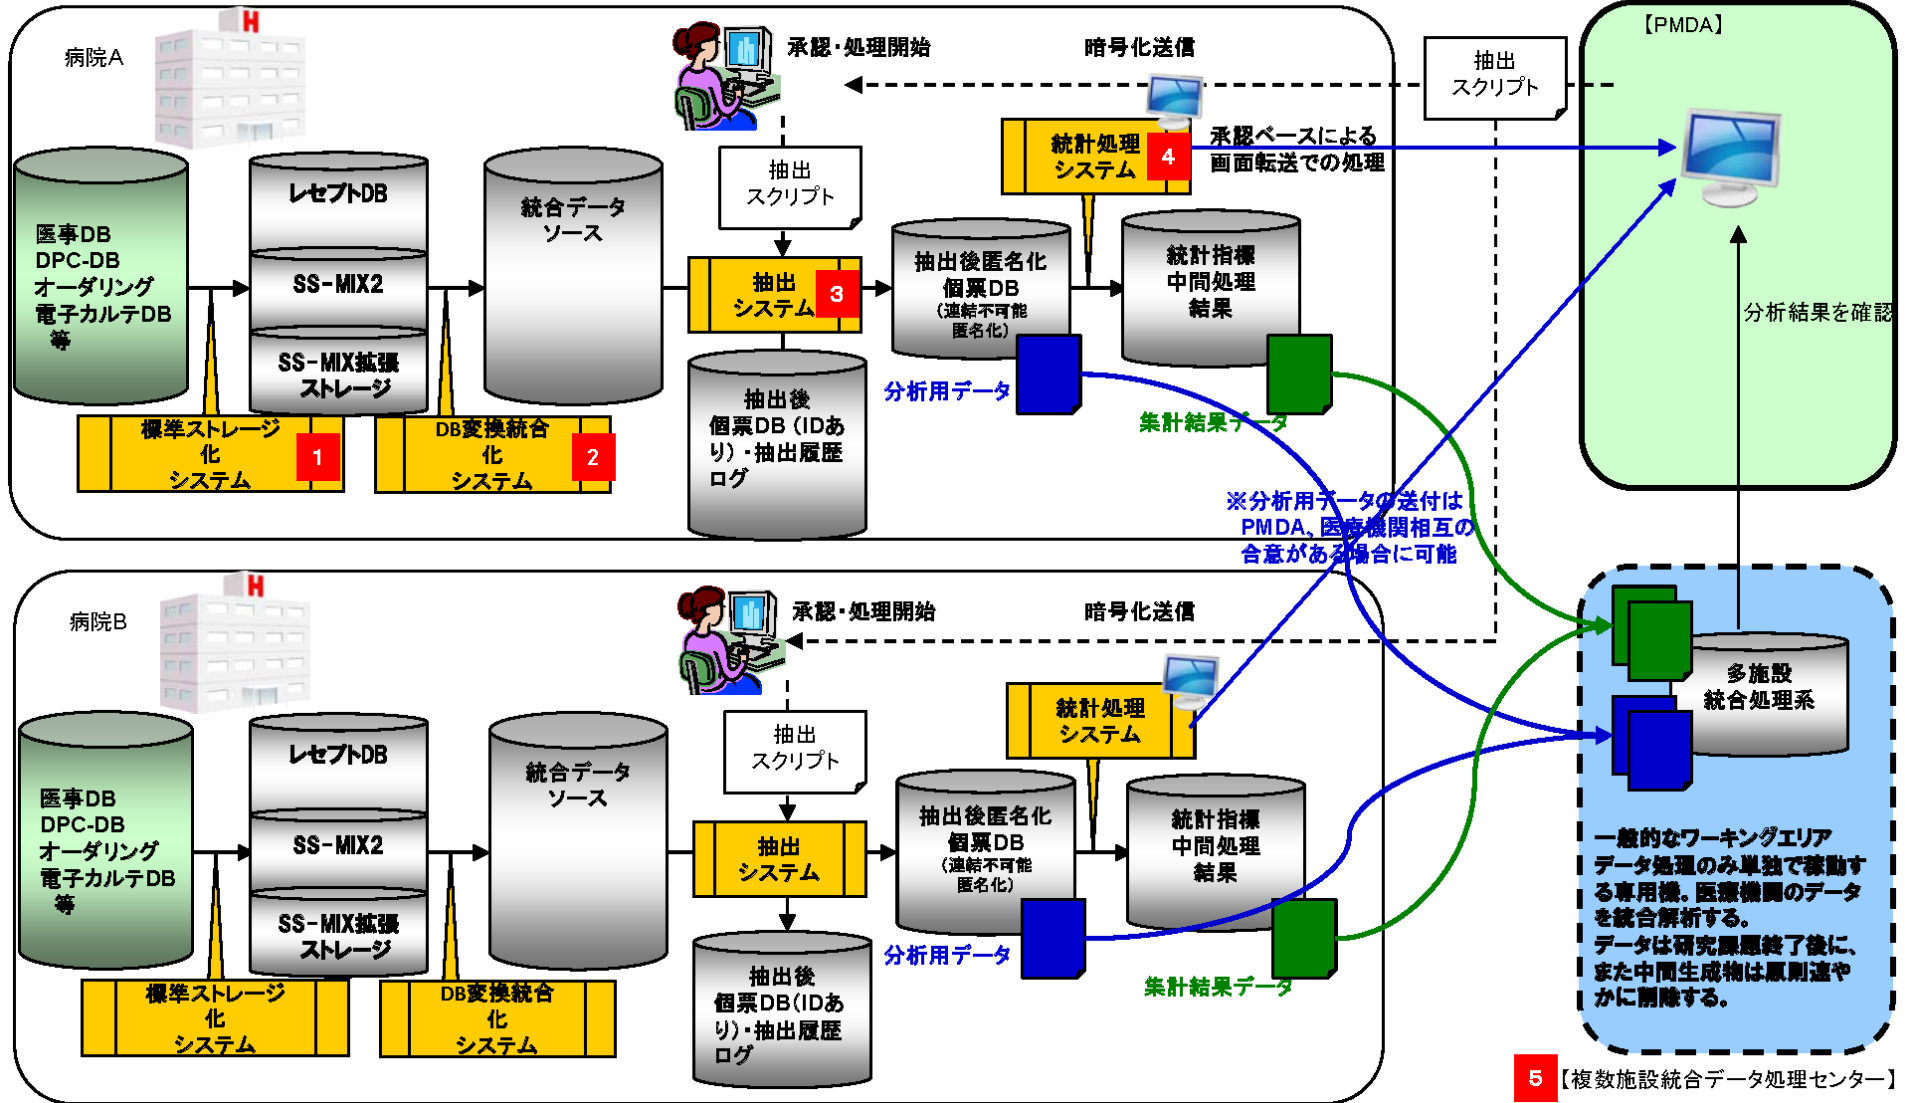 病院A
H
承認・処理開始
暗号化送信
抽出
スクリプト
【PMDA】
医事DB
DPC-DB
オーダリング
電子カルテDB
等
レセプトDB
SS-MIX2
SS-MIX拡張
ストレージ
統合データ
ソース
抽出
スクリプト
抽出
システム
3
統計処理
システム
4
承認ベースによる
画面転送での処理
抽出後匿名化
個票DB
(連結不可能
匿名化)
統計指標
中間処理
結果
分析結果を確認
分析用データ
集計結果データ
抽出後
個票DB(IDあ
り)・抽出履歴
ログ
標準ストレージ
化
システム
1
DB変換統合
化
システム
2
※分析用データの送付は
PMDA、医療機関相互の
合意がある場合に可能
病院B
H
承認・処理開始
暗号化送信
医事DB
DPC-DB
オーダリング
電子カルテDB
等
レセプトDB
SS-MIX2
SS-MIX拡張
ストレージ
統合データ
ソース
抽出
スクリプト
抽出
システム
統計処理
システム
抽出後匿名化
個票DB
(連結不可能
匿名化)
統計指標
中間処理
結果
分析用データ
集計結果データ
抽出後
個票DB(IDあ
り)・抽出履歴
ログ
標準ストレージ
化
システム
DB変換統合
化
システム
多施設
統合処理系
一般的なワーキングエリア
データ処理のみ単独で稼動す
る専用機。医療機関のデータ
を統合解析する。
データは研究課題終了後に、
また中間生成物は原則速や
かに削除する。
5
【複数施設統合データ処理センター】